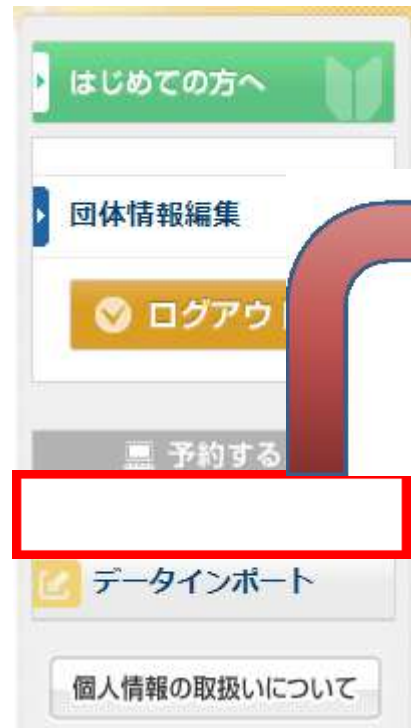 はじめての方へ
団体情報編集
ログアウ
予約する
データインポート
個人情報の取扱いについて